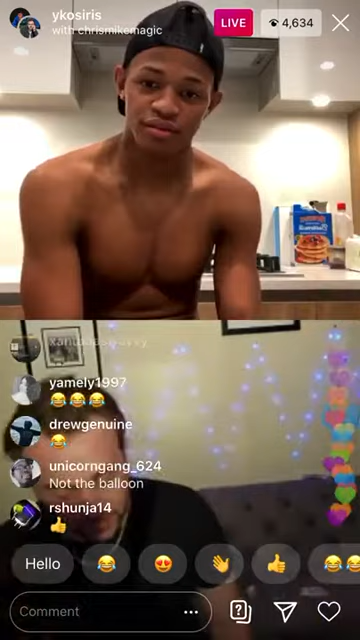 ykosiris
with chrismikemagic
LIVE
4,634
yamely1997
😂😂😂
drewgenuine
😂
unicorngang_624
Not the balloon
rshunja14
👍
Hello
Comment